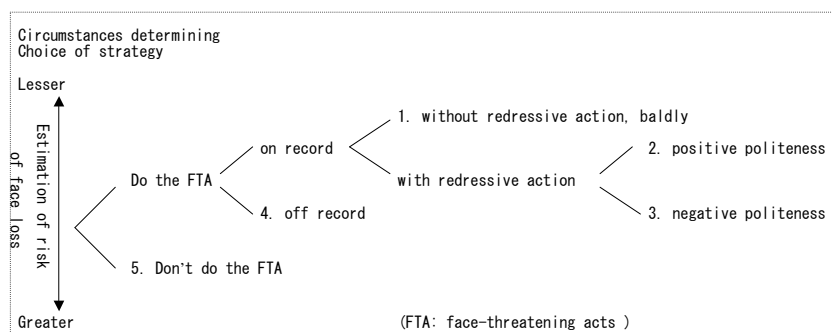 Circumstances determining
Choice of strategy
Lesser
Estimation of risk
of face loss
1. without redressive action, baldly
on record
2. positive politeness
Do the FTA
with redressive action
4. off record
3. negative politeness
5. Don't do the FTA
Greater
(FTA: face-threatening acts )